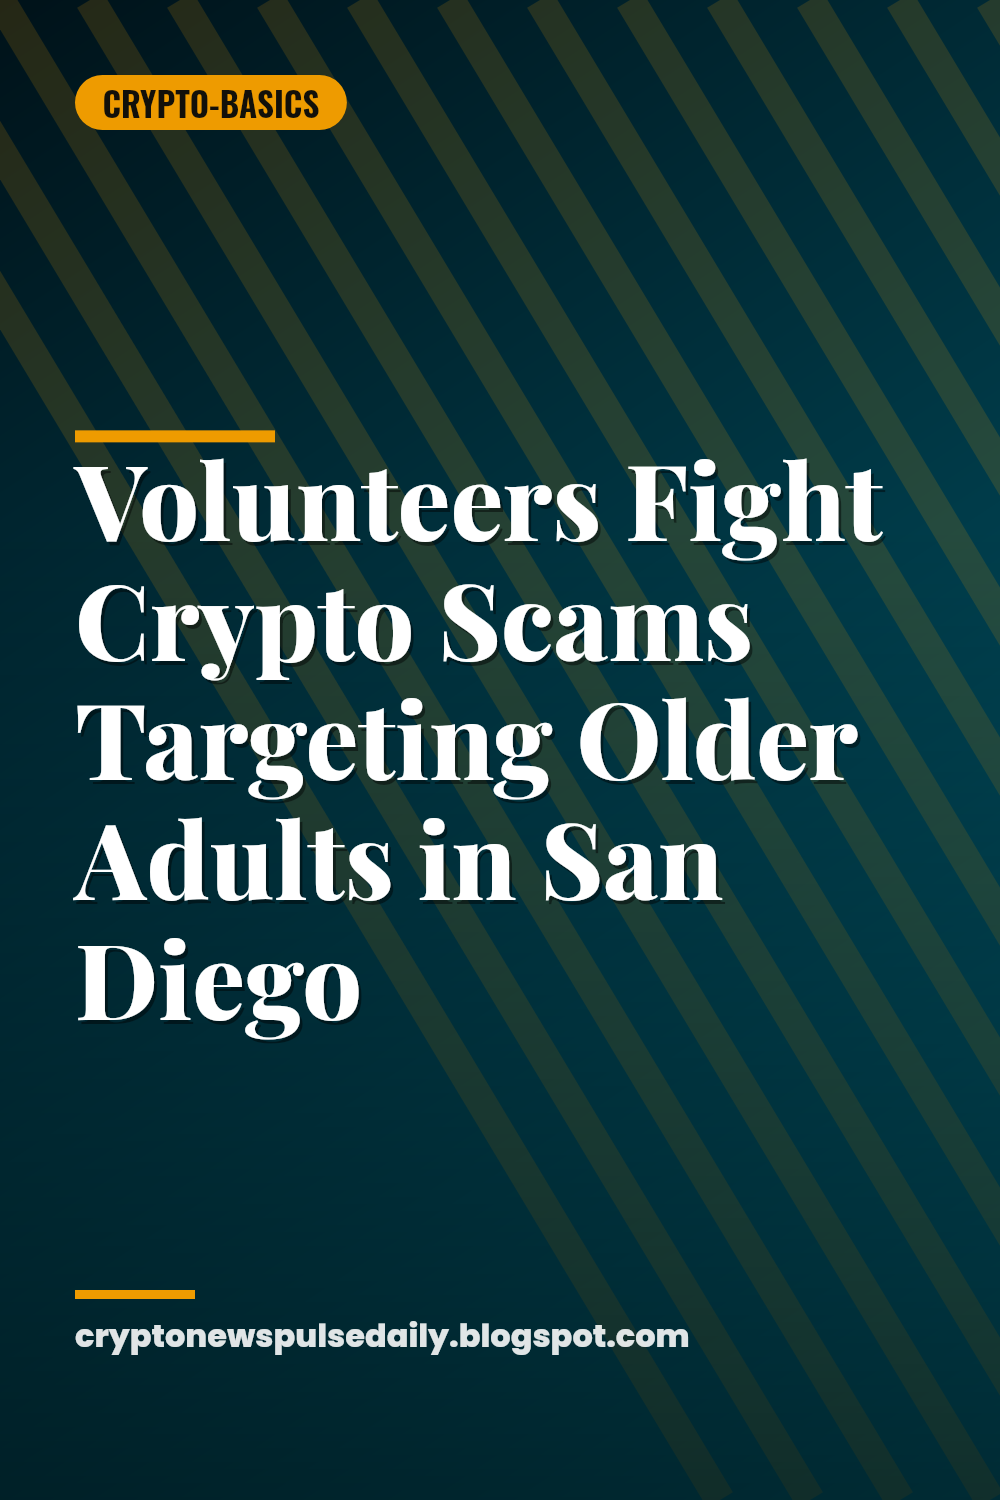 CRYPTO-BASICS
Volunteers Fight
Crypto Scams
Targeting Older
Adults in San
Diego
cryptonewspulsedaily.blogspot.com